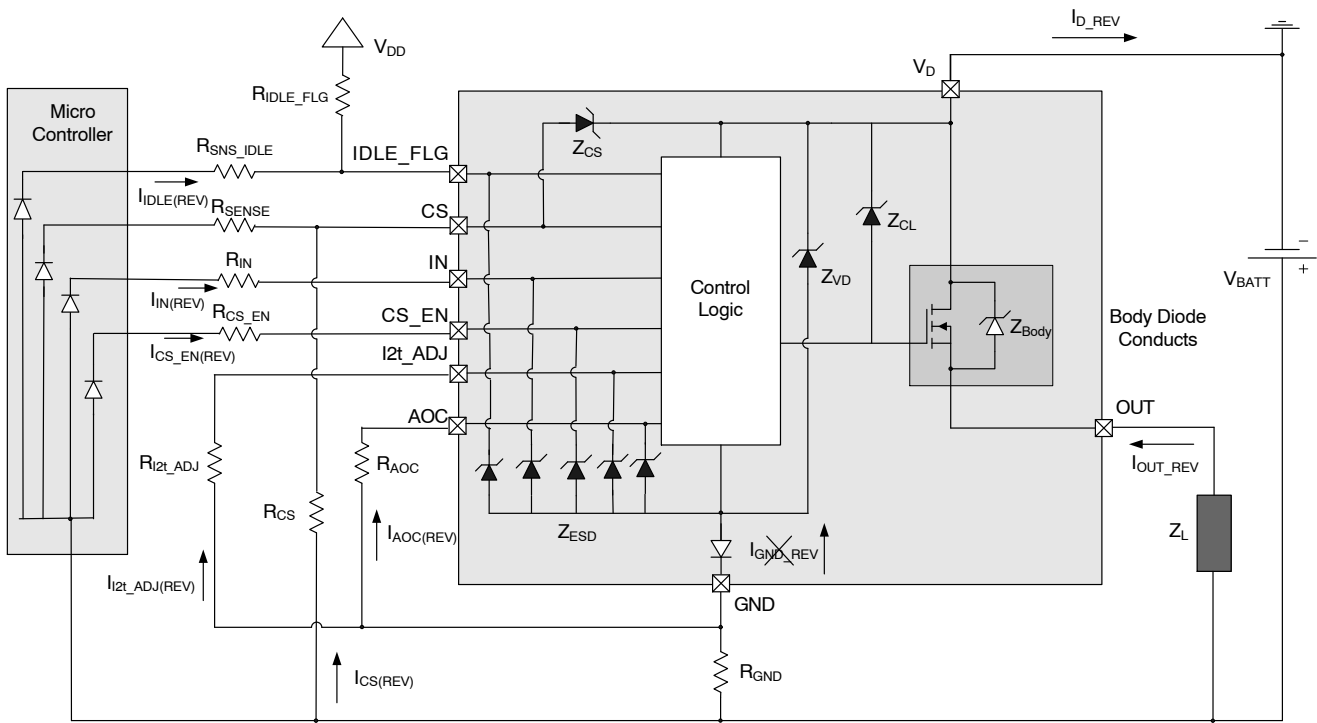 I_D_REV
V_DD
V_D
R_IDLE_FLG
Micro
Controller
R_SNS_IDLE
IDLE_FLG
Z_CS
I_IDLE(REV)
R_SENSE
CS
Z_CL
R_IN
IN
Z_VD
Control
Logic
V_BATT
-
+
I_IN(REV)
R_CS_EN
CS_EN
Z_Body
Body Diode
Conducts
I_CS_EN(REV)
I2t_ADJ
AOC
OUT
R_I2t_ADJ
R_AOC
I_OUT_REV
R_CS
I_AOC(REV)
Z_ESD
I_GND_REV
Z_L
I_I2t_ADJ(REV)
GND
I_CS(REV)
R_GND